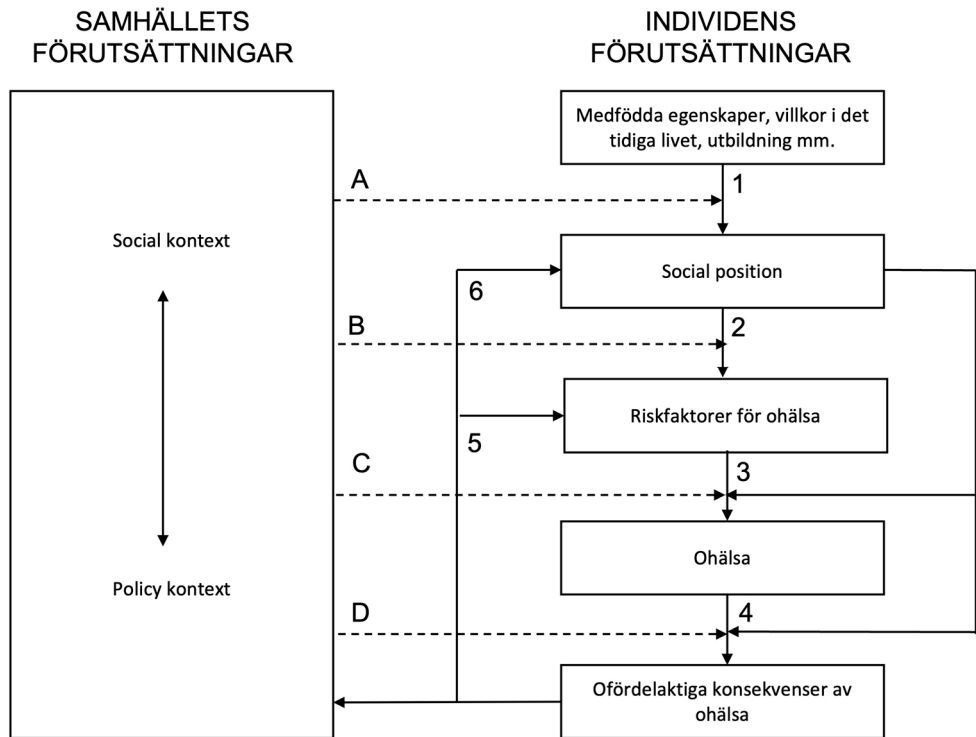 SAMHÄLLETS
FÖRUTSÄTTNINGAR
INDIVIDENS
FÖRUTSÄTTNINGAR
Medfödda egenskaper, villkor i det
tidiga livet, utbildning mm.
A
1
Social kontext
Social position
6
B
2
Riskfaktorer för ohälsa
5
C
3
Ohälsa
Policy kontext
D
4
Ofördelaktiga konsekvenser av
ohälsa